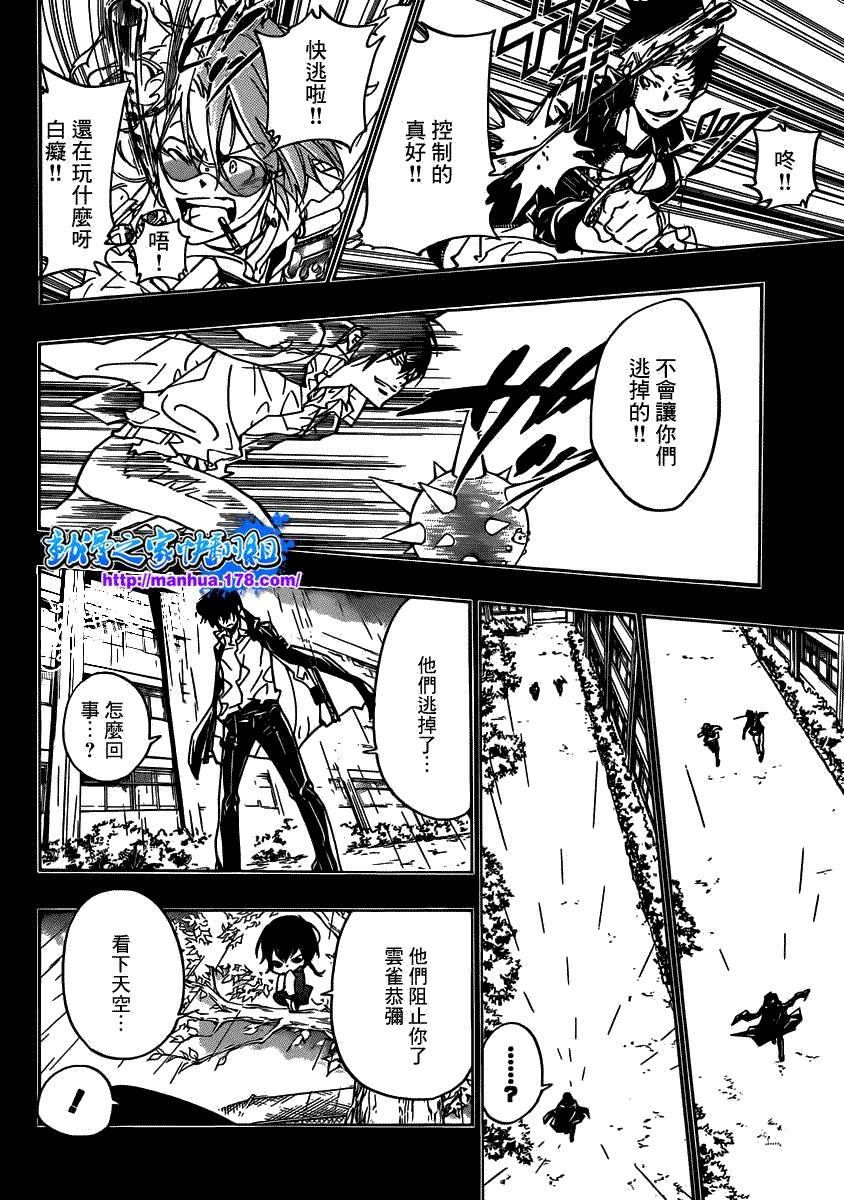 咚!!
控制的
真好!!
快逃啦!!
還在玩什麼呀
白癡!!
唔!
不會讓你們
逃掉的!!
動漫之家快翻組
http://manhua.178.com/
……?
他們逃掉了…
怎麼回
事…?
他們阻止你了
雲雀恭彌
看下天空…
!